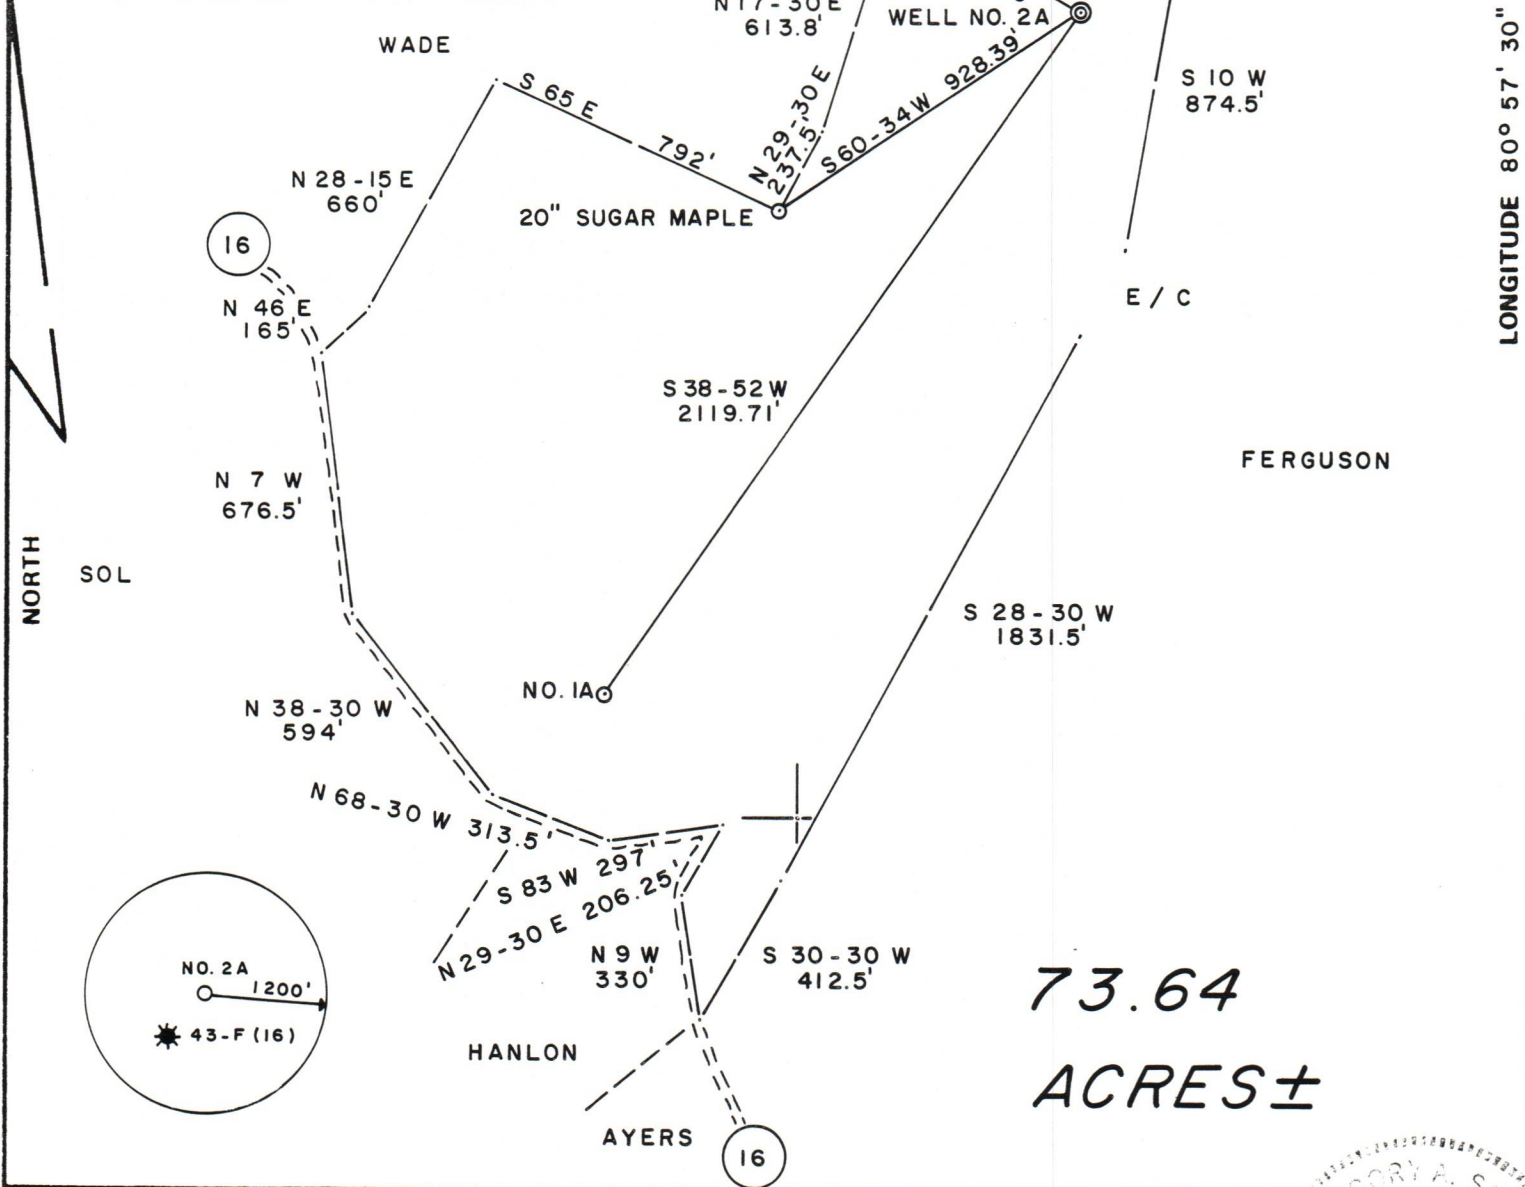 N 17-30 E
613.8'
WELL NO. 2A
WADE
S 65 E 792'
N 29-30 E
237.5'
S 60-34 W 928.39'
S 10 W
874.5'
LONGITUDE 80° 57' 30"
N 28-15 E
660'
20" SUGAR MAPLE
16
N 46 E
165'
E/C
S 38-52 W
2119.71'
FERGUSON
N 7 W
676.5'
NORTH
SOL
S 28-30 W
1831.5'
NO. 1A
N 38-30 W
594'
N 68-30 W 313.5'
S 83 W 297'
N 29-30 E 206.25'
N 9 W
330'
S 30-30 W
412.5'
NO. 2A
1200'
43-F (16)
73.64
ACRES±
HANLON
AYERS
16